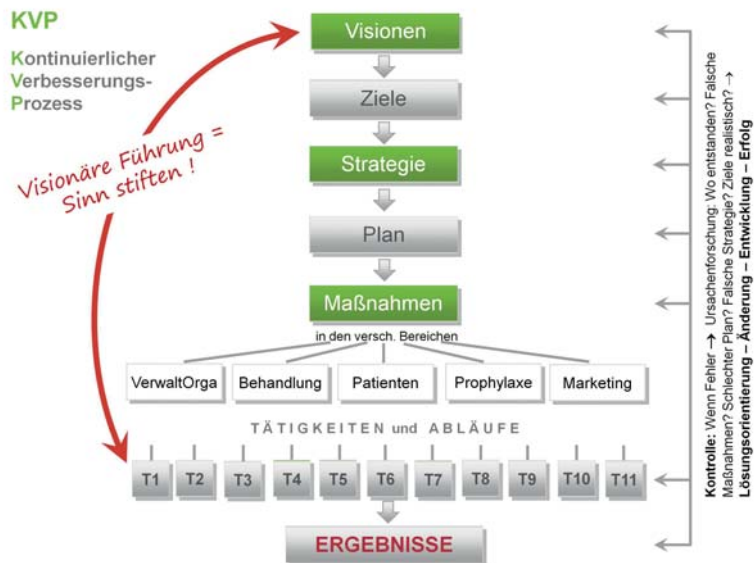 KVP
Kontinuierlicher
Verbesserungs-
Prozess
Visionäre Führung =
Sinn stiften !
Visionen
Ziele
Strategie
Plan
Maßnahmen
in den versch. Bereichen
VerwaltOrga
Behandlung
Patienten
Prophylaxe
Marketing
TÄTIGKEITEN und ABLÄUFE
T1
T2
T3
T4
T5
T6
T7
T8
T9
T10
T11
ERGEBNISSE
Kontrolle: Wenn Fehler → Ursachenforschung: Wo entstanden? Falsche
Maßnahmen? Schlechter Plan? Falsche Strategie? Ziele realistisch? →
Lösungsorientierung – Änderung – Entwicklung – Erfolg